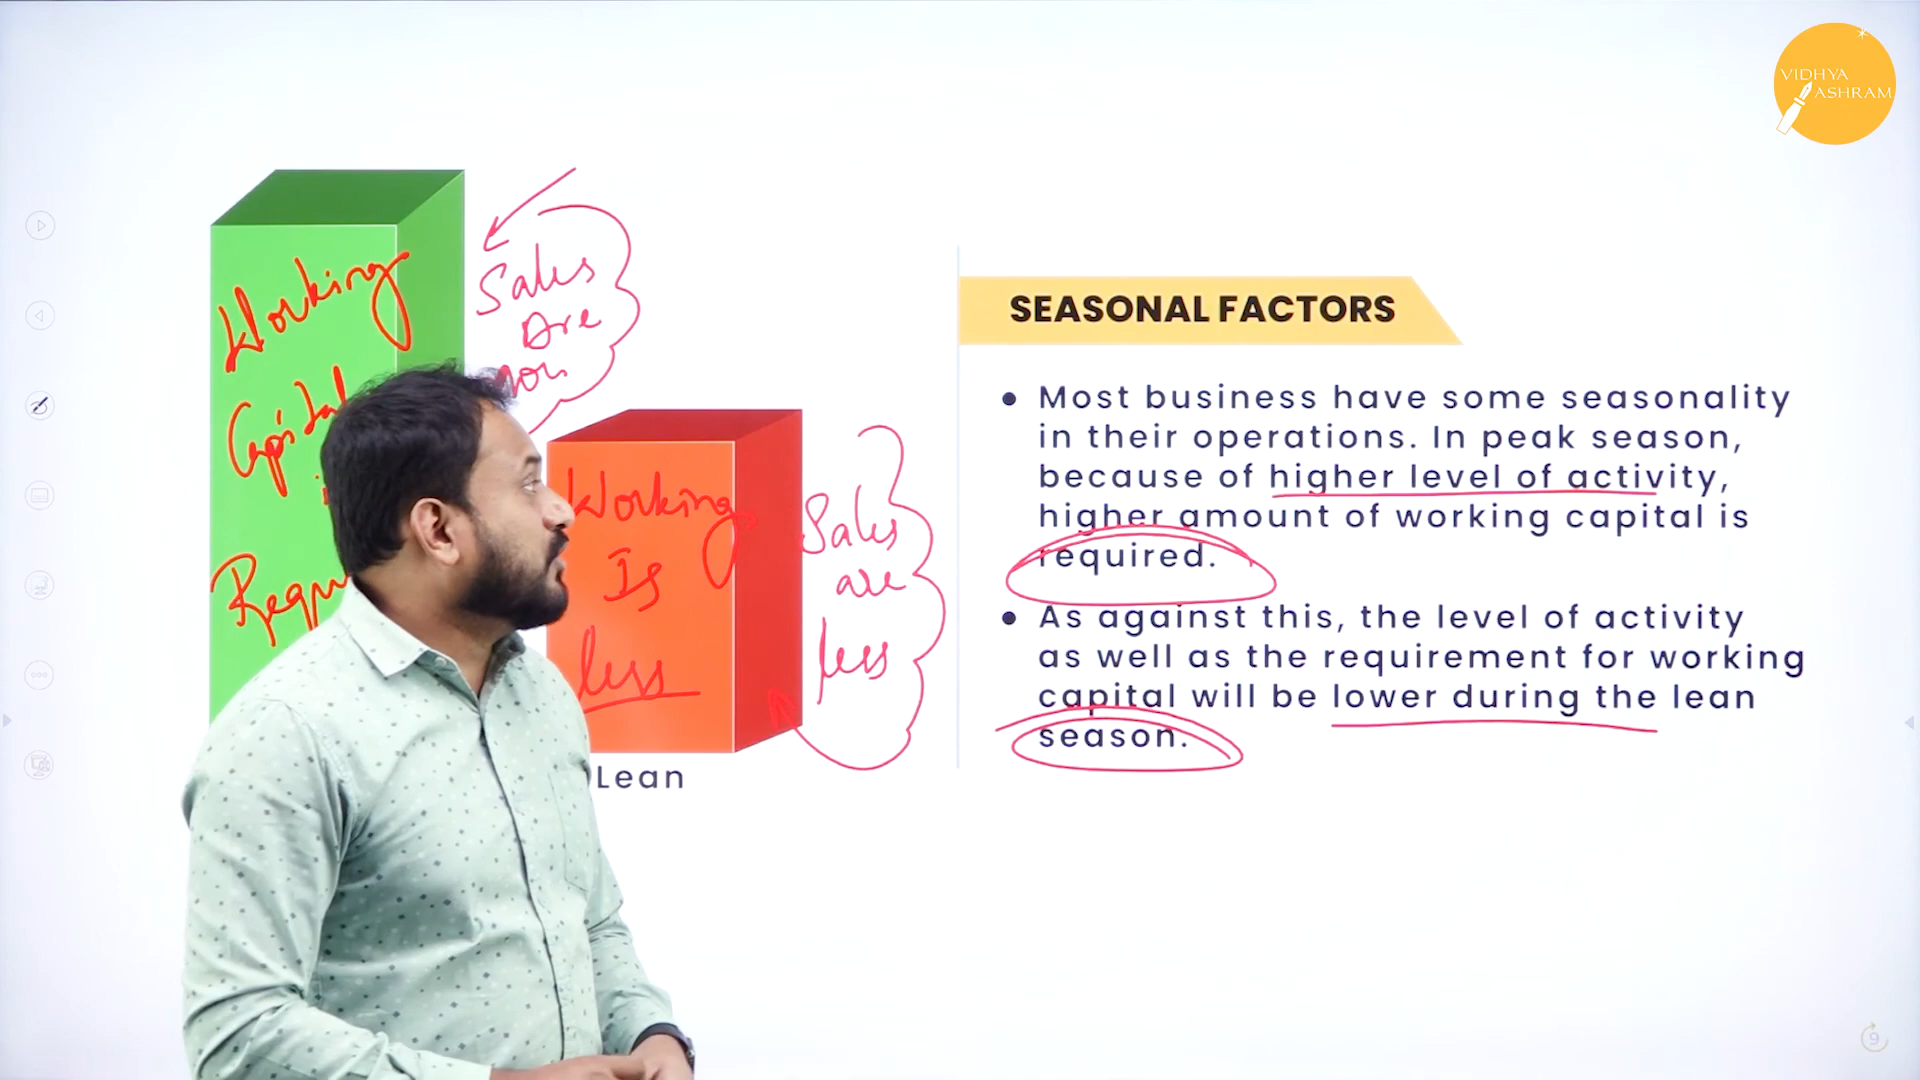 VIDHYA
ASHRAM
Working
Capital
Sales
Are
Working
Is
less
Sales
are
less
Lean
SEASONAL FACTORS
• Most business have some seasonality
in their operations. In peak season,
because of higher level of activity,
higher amount of working capital is
required.
• As against this, the level of activity
as well as the requirement for working
capital will be lower during the lean
season.
9